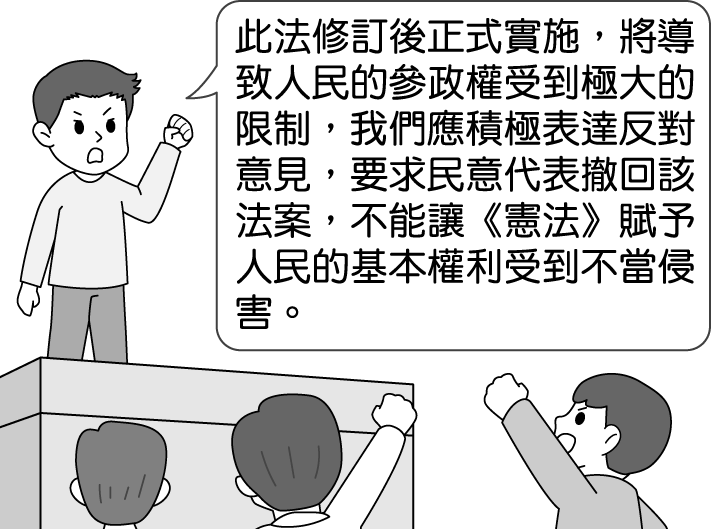 此法修訂後正式實施，將導
致人民的參政權受到極大的
限制，我們應積極表達反對
意見，要求民意代表撤回該
法案，不能讓《憲法》賦予
人民的基本權利受到不當侵
害。